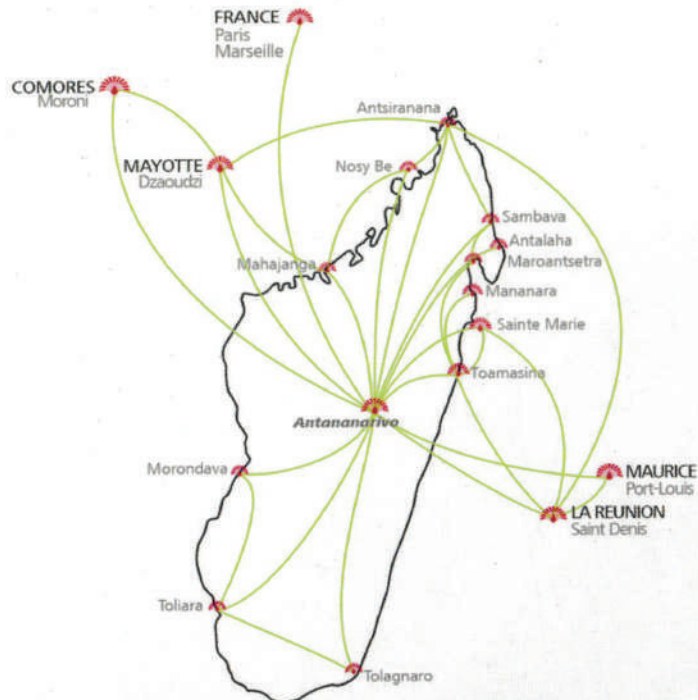 FRANCE
Paris
Marseille
COMORES
Moroni
Antsiranana
MAYOTTE
Dzaoudzi
Nosy Be
Sambava
Antalaha
Mahajanga
Maroantsetra
Mananara
Sainte Marie
Toamasina
Antananarivo
Morondava
MAURICE
Port-Louis
LA REUNION
Saint Denis
Toliara
Tolagnaro